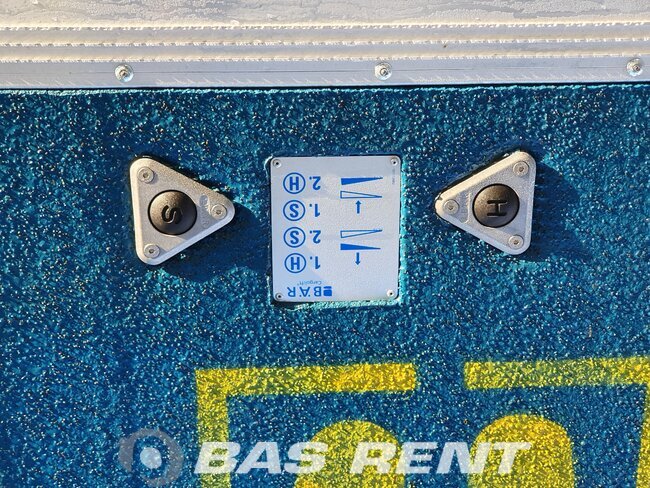 S
H
BÄR
Cargolift
1. H
2. S
1. S
2. H
BAS RENT